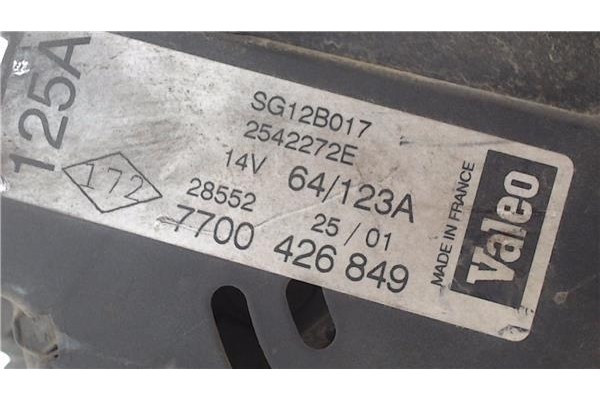 125A
172
SG12B017
2542272E
14V 64/123A
28552 25/01
7700 426 849
MADE IN FRANCE
Valeo